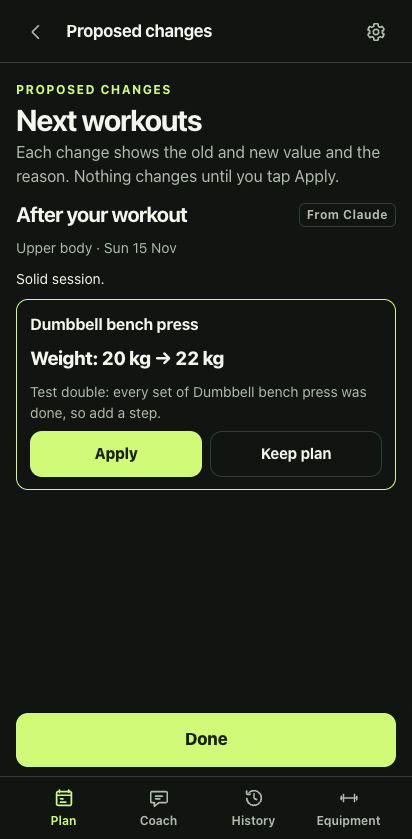 Proposed changes
PROPOSED CHANGES
Next workouts
Each change shows the old and new value and the
reason. Nothing changes until you tap Apply.
After your workout
From Claude
Upper body · Sun 15 Nov
Solid session.
Dumbbell bench press
Weight: 20 kg → 22 kg
Test double: every set of Dumbbell bench press was
done, so add a step.
Apply
Keep plan
Done
Plan
Coach
History
Equipment